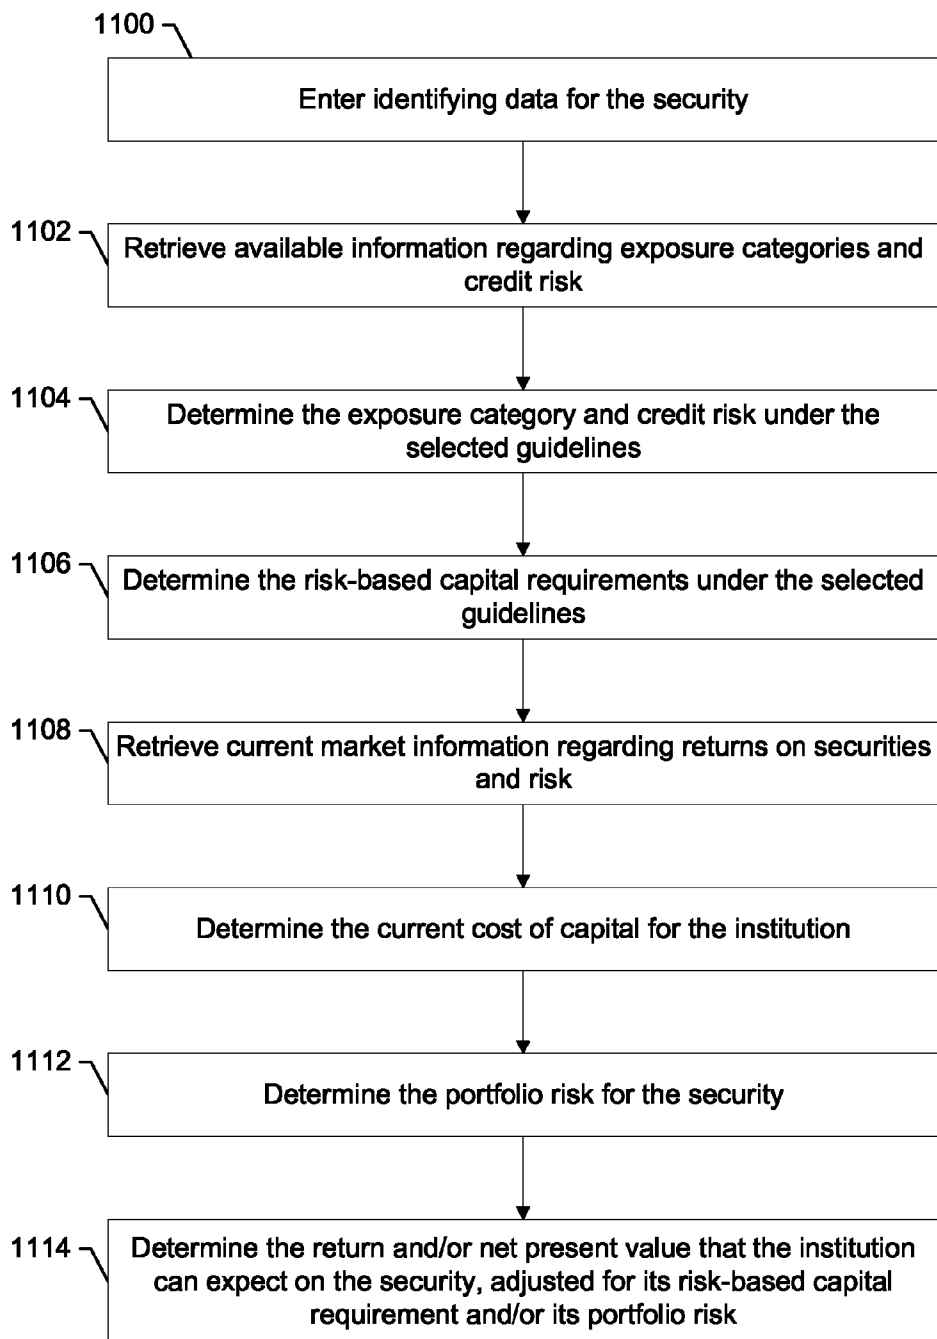 1100
Enter identifying data for the security
1102
Retrieve available information regarding exposure categories and
credit risk
1104
Determine the exposure category and credit risk under the
selected guidelines
1106
Determine the risk-based capital requirements under the selected
guidelines
1108
Retrieve current market information regarding returns on securities
and risk
1110
Determine the current cost of capital for the institution
1112
Determine the portfolio risk for the security
1114
Determine the return and/or net present value that the institution
can expect on the security, adjusted for its risk-based capital
requirement and/or its portfolio risk